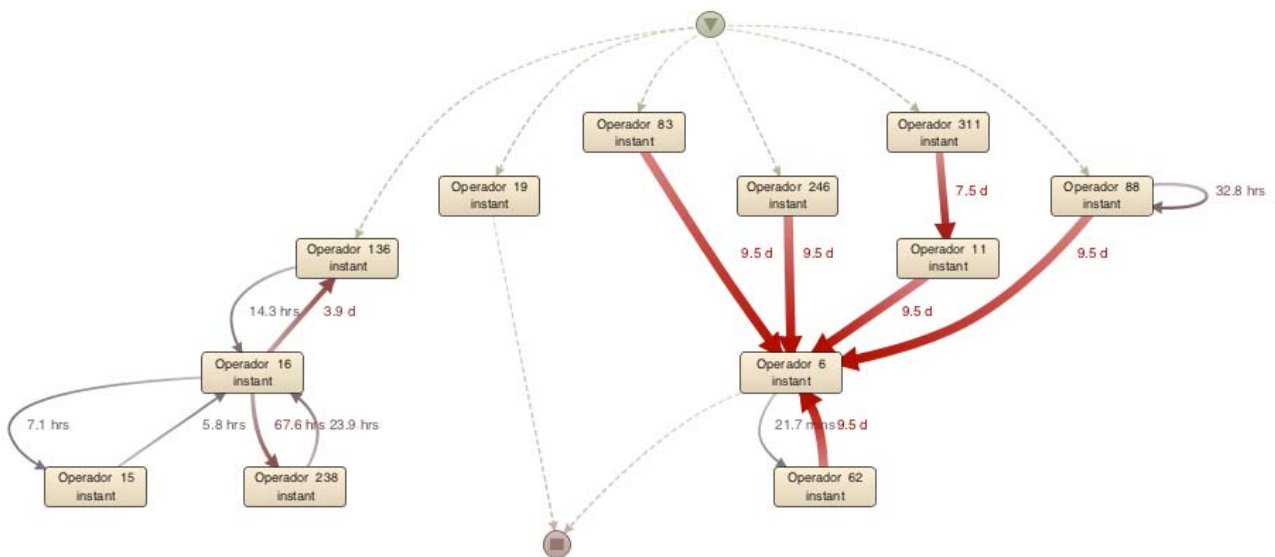 Operador 83
instant
Operador 311
instant
Operador 19
instant
Operador 246
instant
Operador 88
instant
32.8 hrs
7.5 d
Operador 136
instant
9.5 d
9.5 d
Operador 11
instant
9.5 d
14.3 hrs
3.9 d
9.5 d
Operador 16
instant
Operador 6
instant
7.1 hrs
5.8 hrs
67.6 hrs
23.9 hrs
21.7 mins
9.5 d
Operador 15
instant
Operador 238
instant
Operador 62
instant